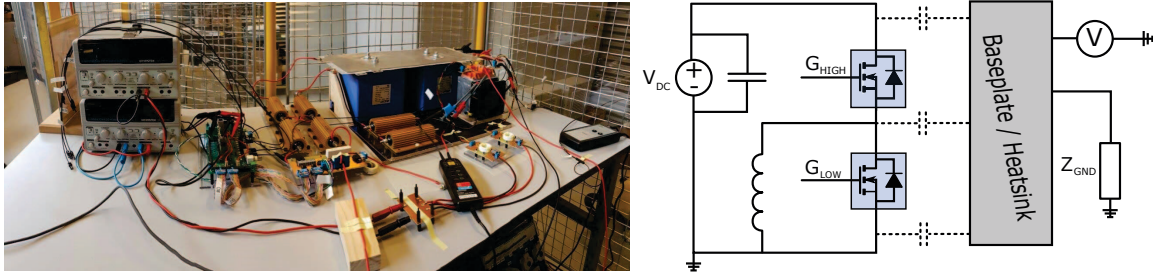 V_DC
G_HIGH
G_LOW
Baseplate / Heatsink
V
Z_GND
+
-